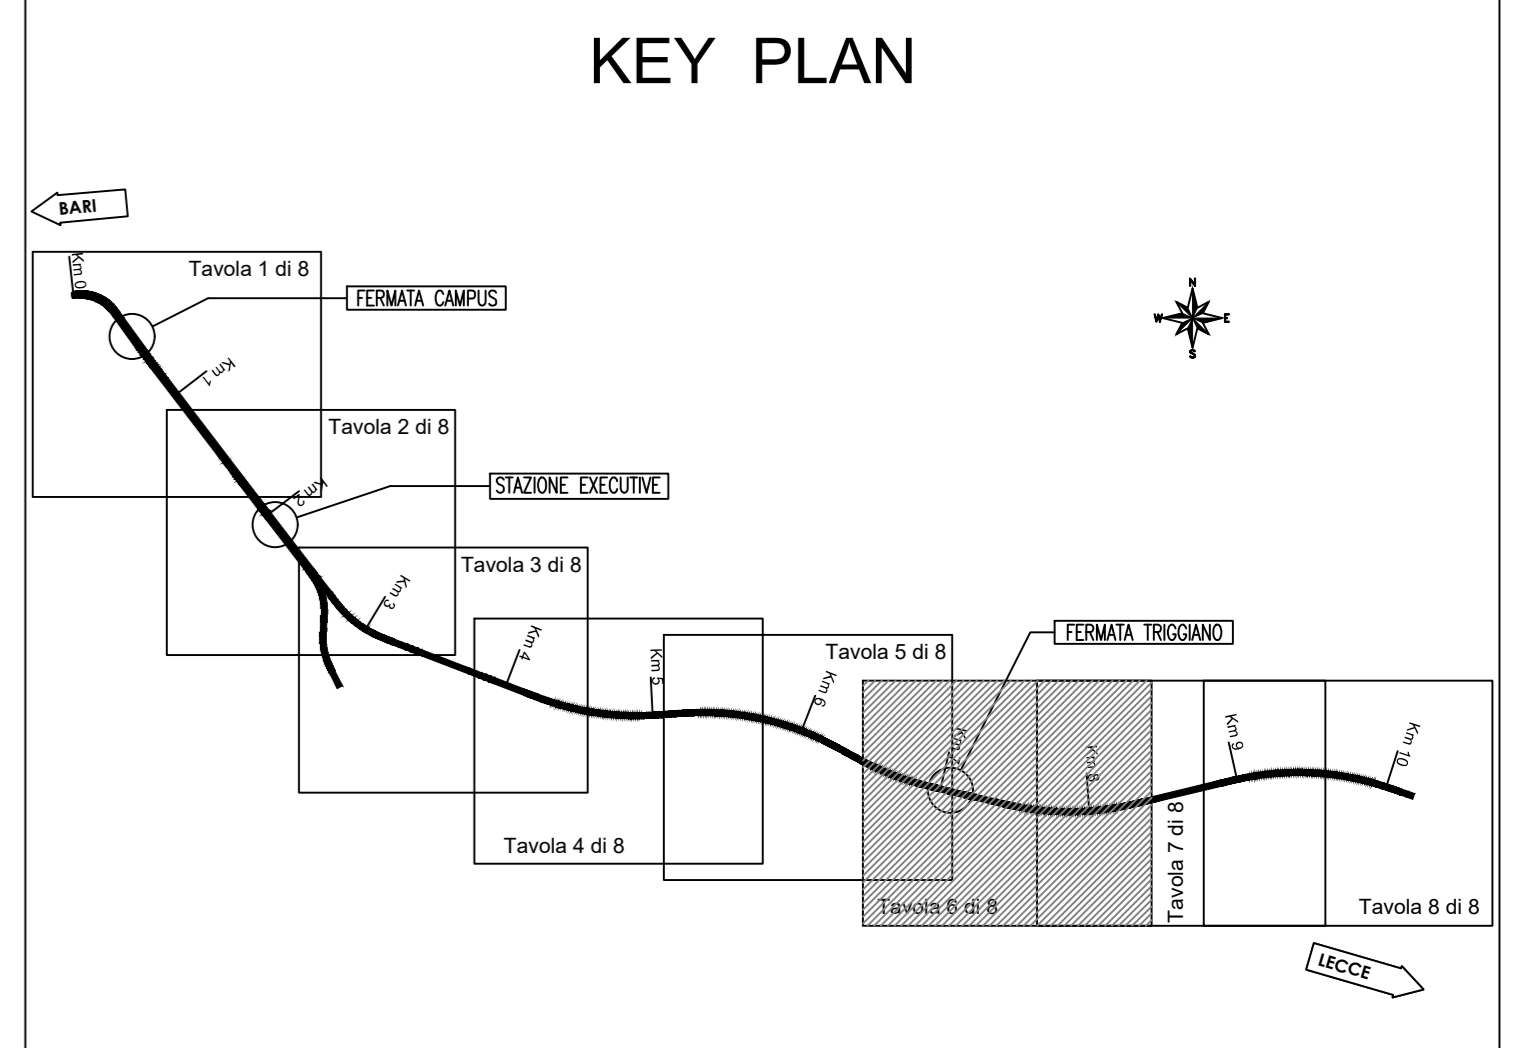 KEY PLAN
BARI
Km 0
Tavola 1 di 8
FERMATA CAMPUS
N
W
E
S
Km 1
Tavola 2 di 8
Km 2
STAZIONE EXECUTIVE
Tavola 3 di 8
Km 3
Km 4
Km 5
FERMATA TRIGGIANO
Tavola 5 di 8
Km 6
Km 7
Km 8
Km 9
Km 10
Tavola 4 di 8
Tavola 6 di 8
Tavola 7 di 8
Tavola 8 di 8
LECCE